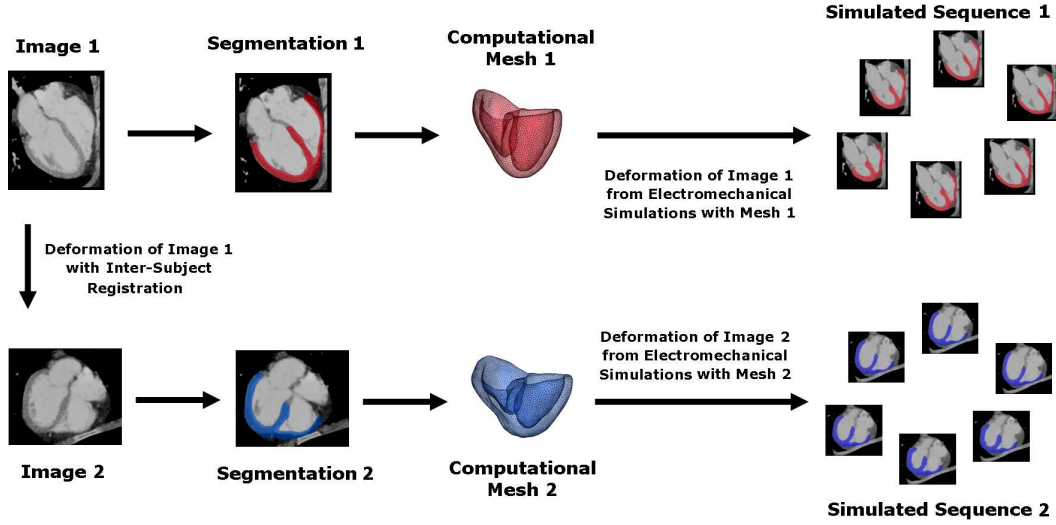 Image 1
Segmentation 1
Computational
Mesh 1
Simulated Sequence 1
Deformation of Image 1
from Electromechanical
Simulations with Mesh 1
Deformation of Image 1
with Inter-Subject
Registration
Deformation of Image 2
from Electromechanical
Simulations with Mesh 2
Image 2
Segmentation 2
Computational
Mesh 2
Simulated Sequence 2